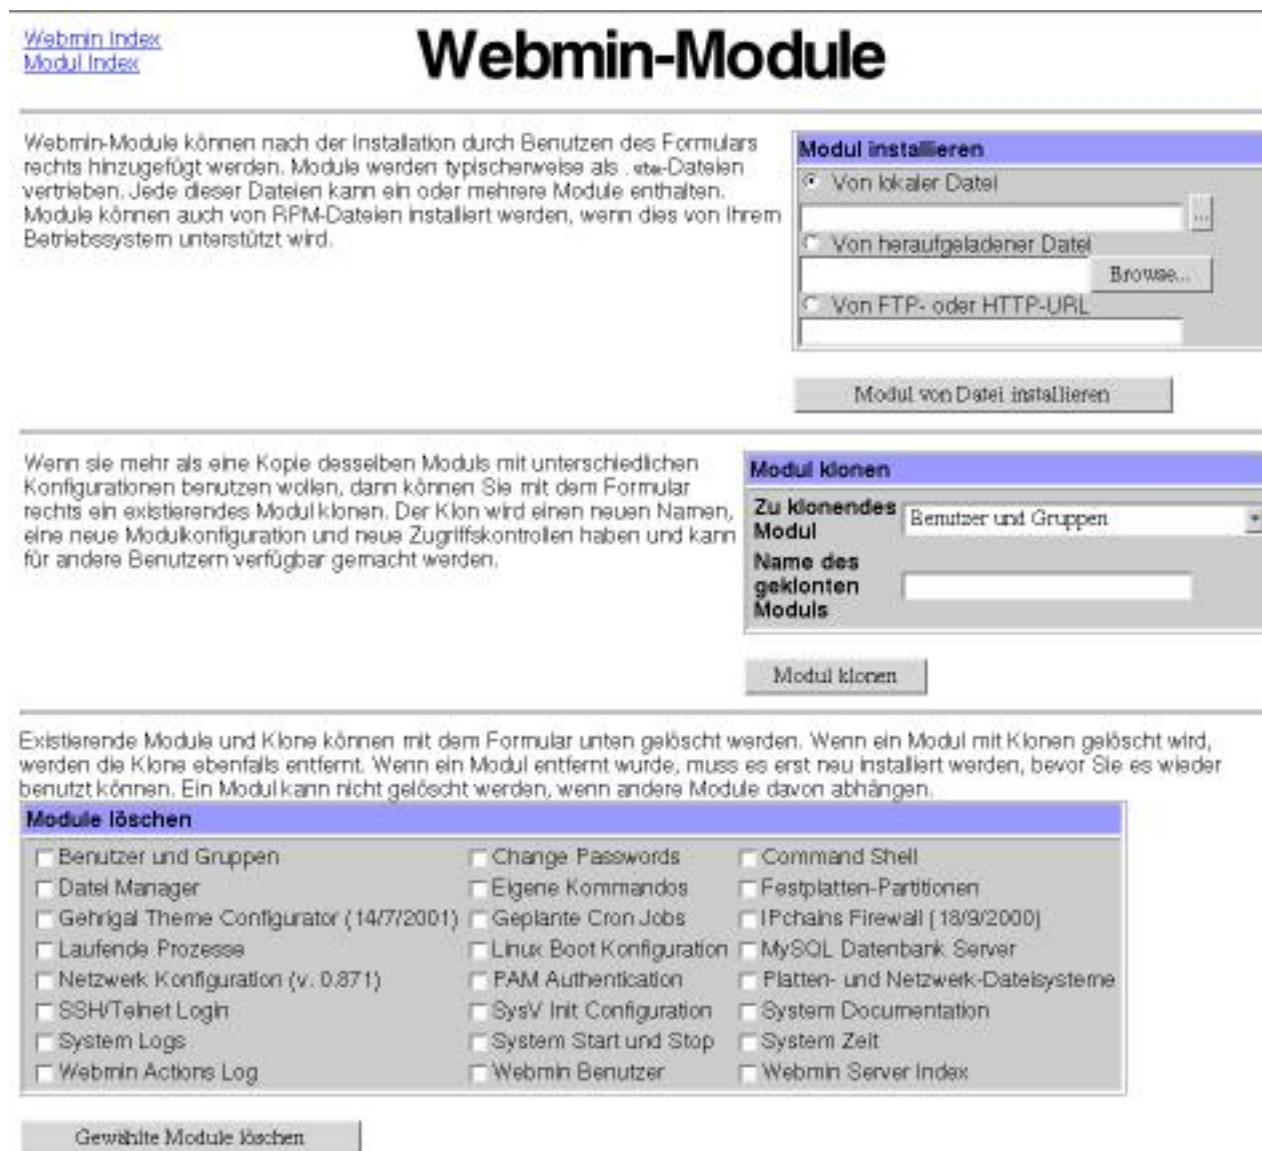 Webmin Index
Modul Index
Webmin-Module
Webmin-Module können nach der Installation durch Benutzen des Formulars
rechts hinzugefügt werden. Module werden typischerweise als .wbm-Dateien
vertrieben. Jede dieser Dateien kann ein oder mehrere Module enthalten.
Module können auch von RPM-Dateien installiert werden, wenn dies von Ihrem
Betriebssystem unterstützt wird.
Modul installieren
Von lokaler Datei
...
Von heraufgeladener Datei
Browse...
Von FTP- oder HTTP-URL
Modul von Datei installieren
Wenn sie mehr als eine Kopie desselben Moduls mit unterschiedlichen
Konfigurationen benutzen wollen, dann können Sie mit dem Formular
rechts ein existierendes Modul klonen. Der Klon wird einen neuen Namen,
eine neue Modulkonfiguration und neue Zugriffskontrollen haben und kann
für andere Benutzern verfügbar gemacht werden.
Modul klonen
Zu klonendes
Modul
Benutzer und Gruppen
Name des
geklonten
Moduls
Modul klonen
Existierende Module und Klone können mit dem Formular unten gelöscht werden. Wenn ein Modul mit Klonen gelöscht wird,
werden die Klone ebenfalls entfernt. Wenn ein Modul entfernt wurde, muss es erst neu installiert werden, bevor Sie es wieder
benutzt können. Ein Modul kann nicht gelöscht werden, wenn andere Module davon abhängen.
Module löschen
Benutzer und Gruppen Change Passwords Command Shell
Datei Manager Eigene Kommandos Festplatten-Partitionen
Gehrigal Theme Configurator (14/7/2001) Geplante Cron Jobs IPchains Firewall (18/9/2000)
Laufende Prozesse Linux Boot Konfiguration MySQL Datenbank Server
Netzwerk Konfiguration (v. 0.871) PAM Authentication Platten- und Netzwerk-Dateisysteme
SSH/Telnet Login SysV Init Configuration System Documentation
System Logs System Start und Stop System Zeit
Webmin Actions Log Webmin Benutzer Webmin Server Index
Gewählte Module löschen